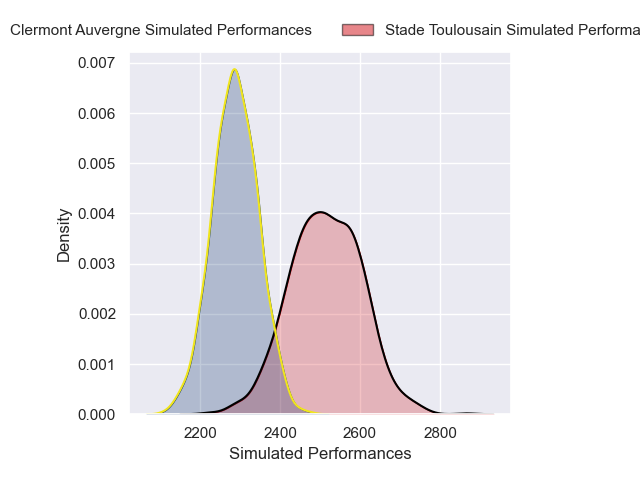 Clermont Auvergne Simulated Performances Stade Toulousain Simulated Performa
0.007
0.006
0.005
0.004
0.003
0.002
0.001
0.000
Density
2200 2400 2600 2800
Simulated Performances